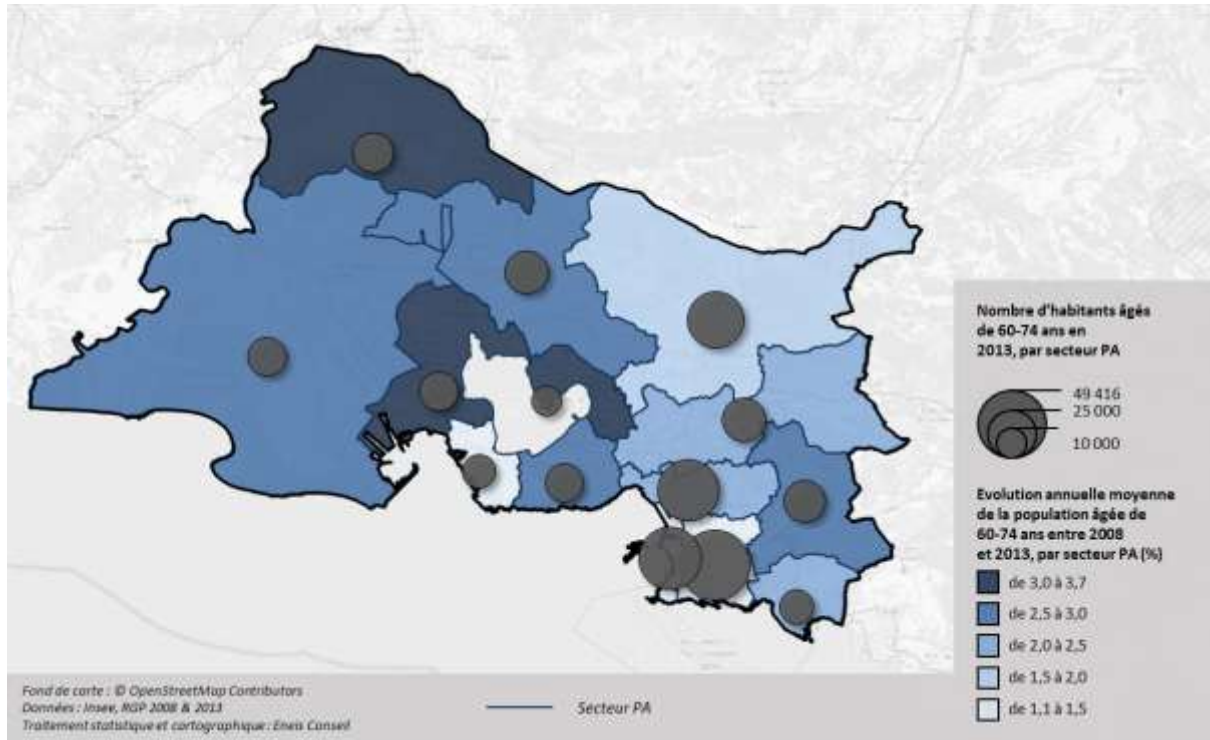 Nombre d'habitants âgés
de 60-74 ans en
2013, par secteur PA
49 416
25 000
10 000
Evolution annuelle moyenne
de la population âgée de
60-74 ans entre 2008
et 2013, par secteur PA (%)
de 3,0 à 3,7
de 2,5 à 3,0
de 2,0 à 2,5
de 1,5 à 2,0
de 1,1 à 1,5
Fond de carte : © OpenStreetMap Contributors
Données : Insee, RGP 2008 & 2013
Traitement statistique et cartographique : Eneis Conseil
Secteur PA